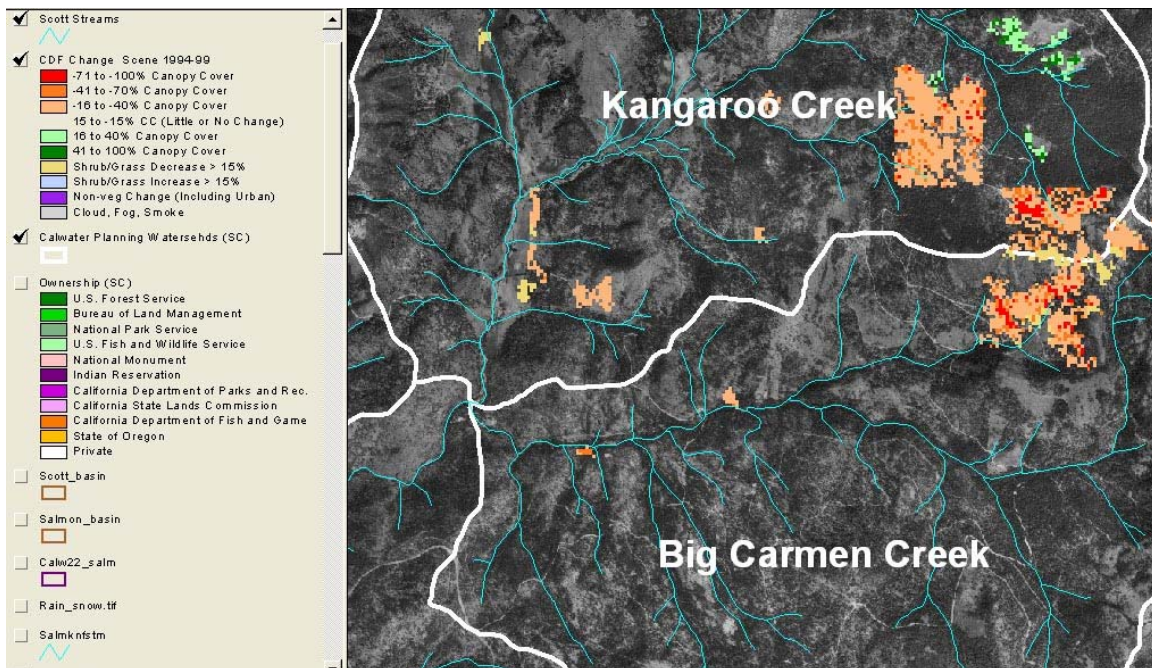 Scott Streams
CDF Change Scene 1994-99
-71 to -100% Canopy Cover
-41 to -70% Canopy Cover
-16 to -40% Canopy Cover
15 to -15% CC (Little or No Change)
16 to 40% Canopy Cover
41 to 100% Canopy Cover
Shrub/Grass Decrease > 15%
Shrub/Grass Increase > 15%
Non-veg Change (Including Urban)
Cloud, Fog, Smoke
Calwater Planning Watersehds (SC)
Ownership (SC)
U.S. Forest Service
Bureau of Land Management
National Park Service
U.S. Fish and Wildlife Service
National Monument
Indian Reservation
California Department of Parks and Rec.
California State Lands Commission
California Department of Fish and Game
State of Oregon
Private
Scott_basin
Salmon_basin
Calw22_salm
Rain_snow.tif
Salmknfstm
Kangaroo Creek
Big Carmen Creek